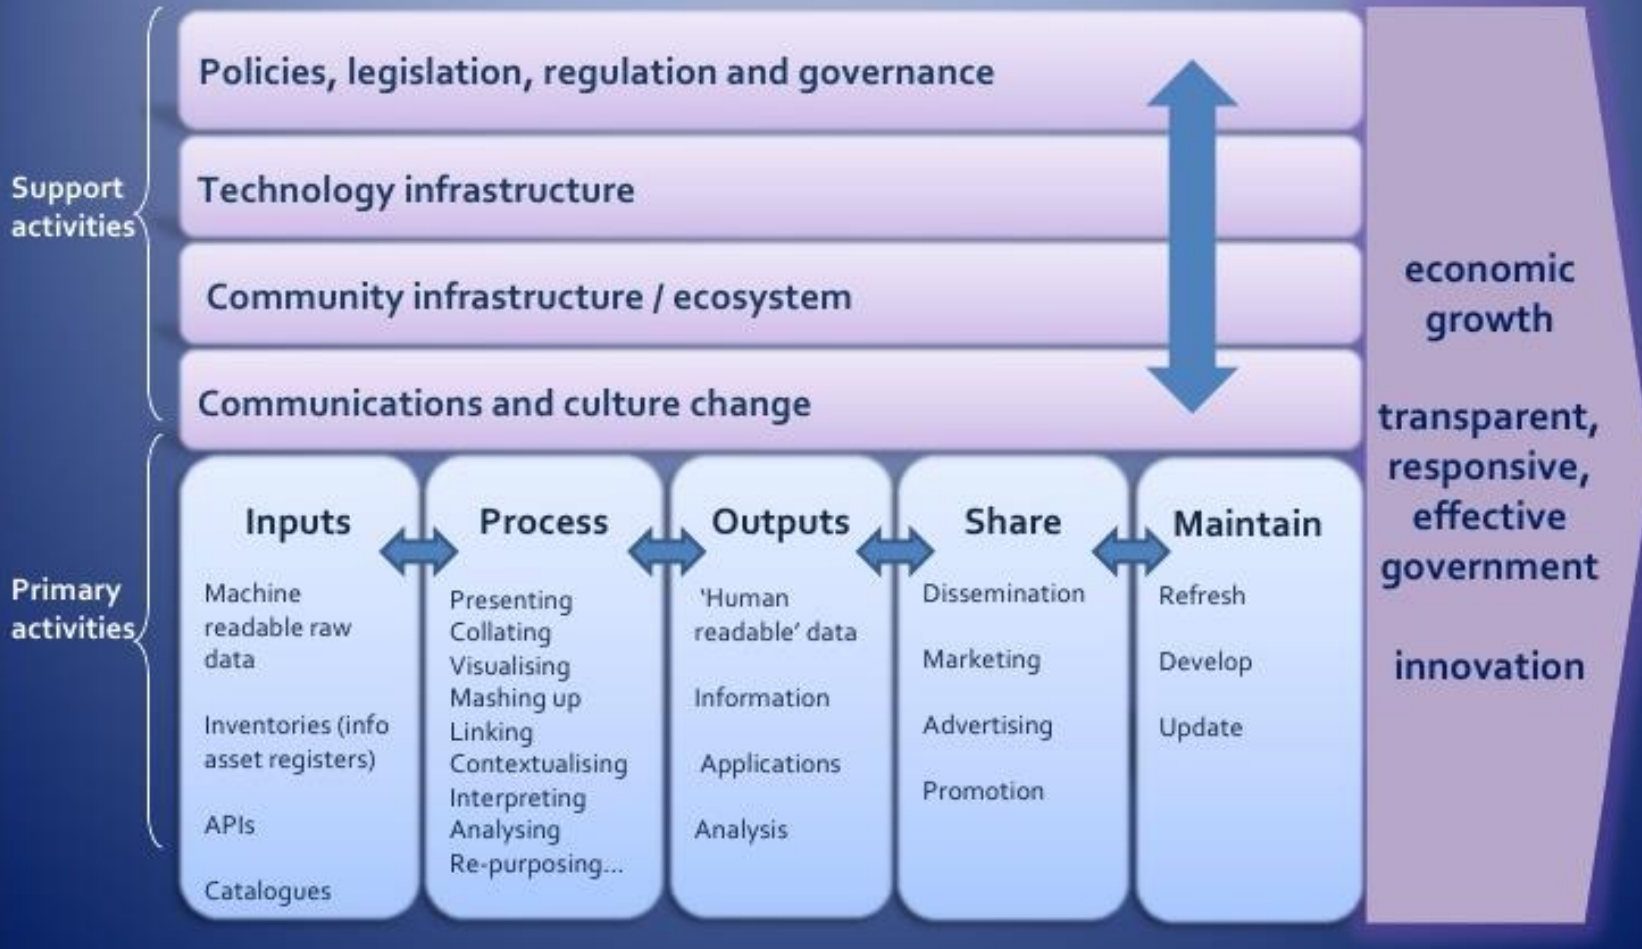 Support
activities
Policies, legislation, regulation and governance
Technology infrastructure
Community infrastructure / ecosystem
Communications and culture change
Primary
activities
Inputs
Machine
readable raw
data
Inventories (info
asset registers)
APIs
Catalogues
Process
Presenting
Collating
Visualising
Mashing up
Linking
Contextualising
Interpreting
Analysing
Re-purposing...
Outputs
‘Human
readable’ data
Information
Applications
Analysis
Share
Dissemination
Marketing
Advertising
Promotion
Maintain
Refresh
Develop
Update
economic
growth
transparent,
responsive,
effective
government
innovation